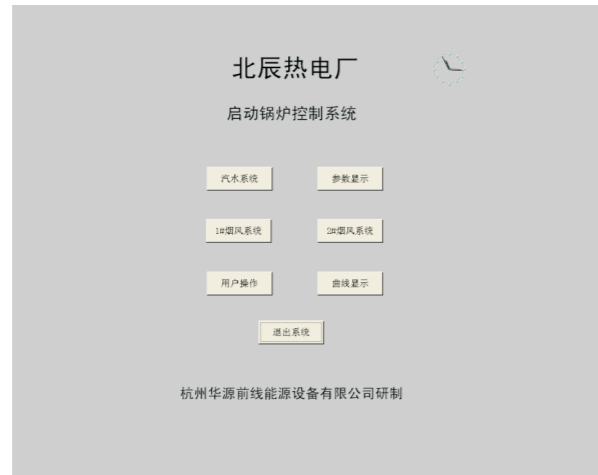 北辰热电厂
启动锅炉控制系统
汽水系统 参数显示
1#烟风系统 2#烟风系统
用户操作 曲线显示
退出系统
杭州华源前线能源设备有限公司研制